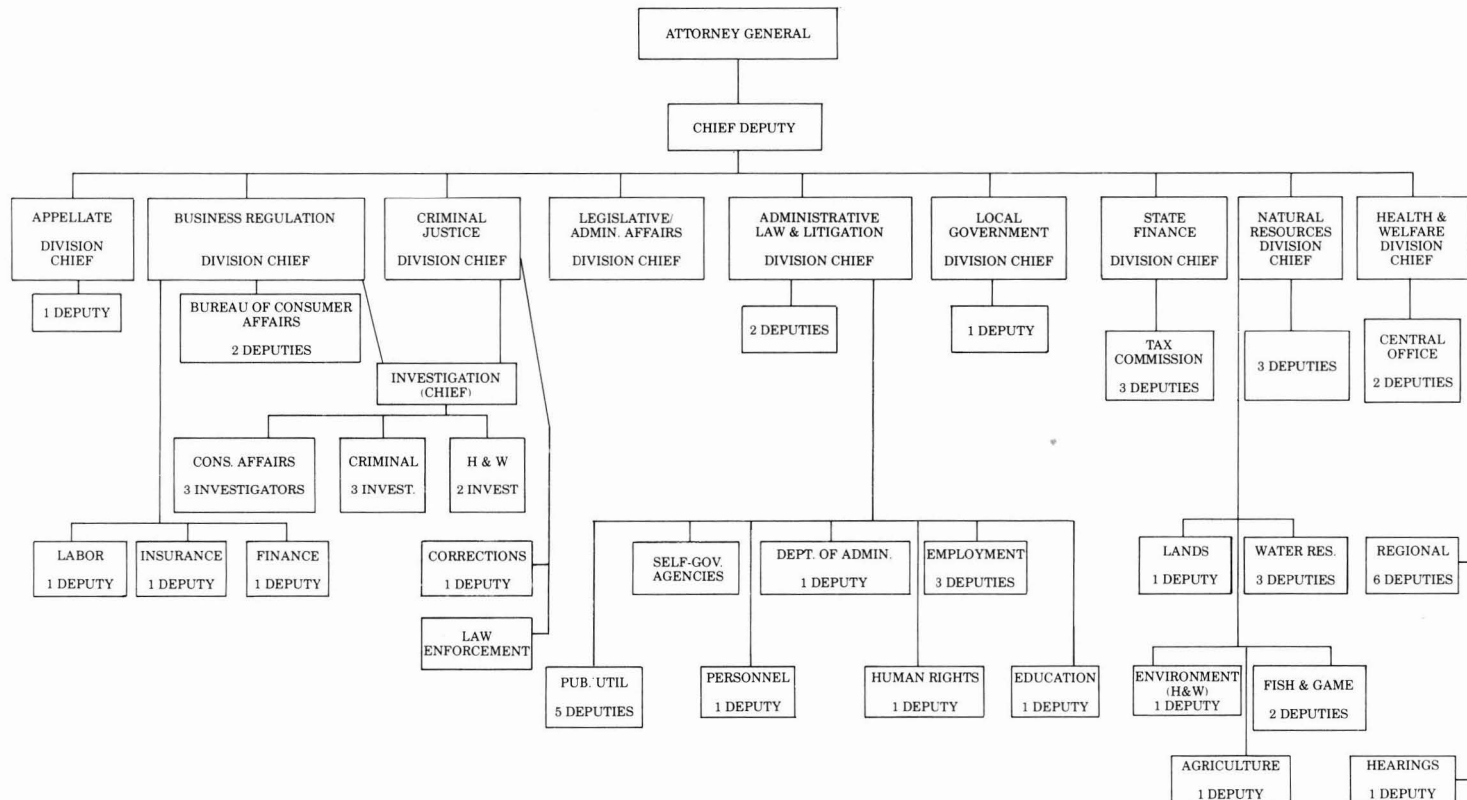 ATTORNEY GENERAL
CHIEF DEPUTY
APPELLATE
DIVISION
CHIEF
BUSINESS REGULATION
DIVISION CHIEF
CRIMINAL
JUSTICE
DIVISION CHIEF
LEGISLATIVE/
ADMIN. AFFAIRS
DIVISION CHIEF
ADMINISTRATIVE
LAW & LITIGATION
DIVISION CHIEF
LOCAL
GOVERNMENT
DIVISION CHIEF
STATE
FINANCE
DIVISION CHIEF
NATURAL
RESOURCES
DIVISION
CHIEF
HEALTH &
WELFARE
DIVISION
CHIEF
1 DEPUTY
BUREAU OF CONSUMER
AFFAIRS
2 DEPUTIES
2 DEPUTIES
1 DEPUTY
TAX
COMMISSION
3 DEPUTIES
3 DEPUTIES
CENTRAL
OFFICE
2 DEPUTIES
INVESTIGATION
(CHIEF)
CONS. AFFAIRS
3 INVESTIGATORS
CRIMINAL
3 INVEST.
H & W
2 INVEST
LABOR
1 DEPUTY
INSURANCE
1 DEPUTY
FINANCE
1 DEPUTY
CORRECTIONS
1 DEPUTY
SELF-GOV.
AGENCIES
DEPT. OF ADMIN.
1 DEPUTY
EMPLOYMENT
3 DEPUTIES
LANDS
1 DEPUTY
WATER RES.
3 DEPUTIES
REGIONAL
6 DEPUTIES
LAW
ENFORCEMENT
PUB. UTIL
5 DEPUTIES
PERSONNEL
1 DEPUTY
HUMAN RIGHTS
1 DEPUTY
EDUCATION
1 DEPUTY
ENVIRONMENT
(H&W)
1 DEPUTY
FISH & GAME
2 DEPUTIES
AGRICULTURE
1 DEPUTY
HEARINGS
1 DEPUTY